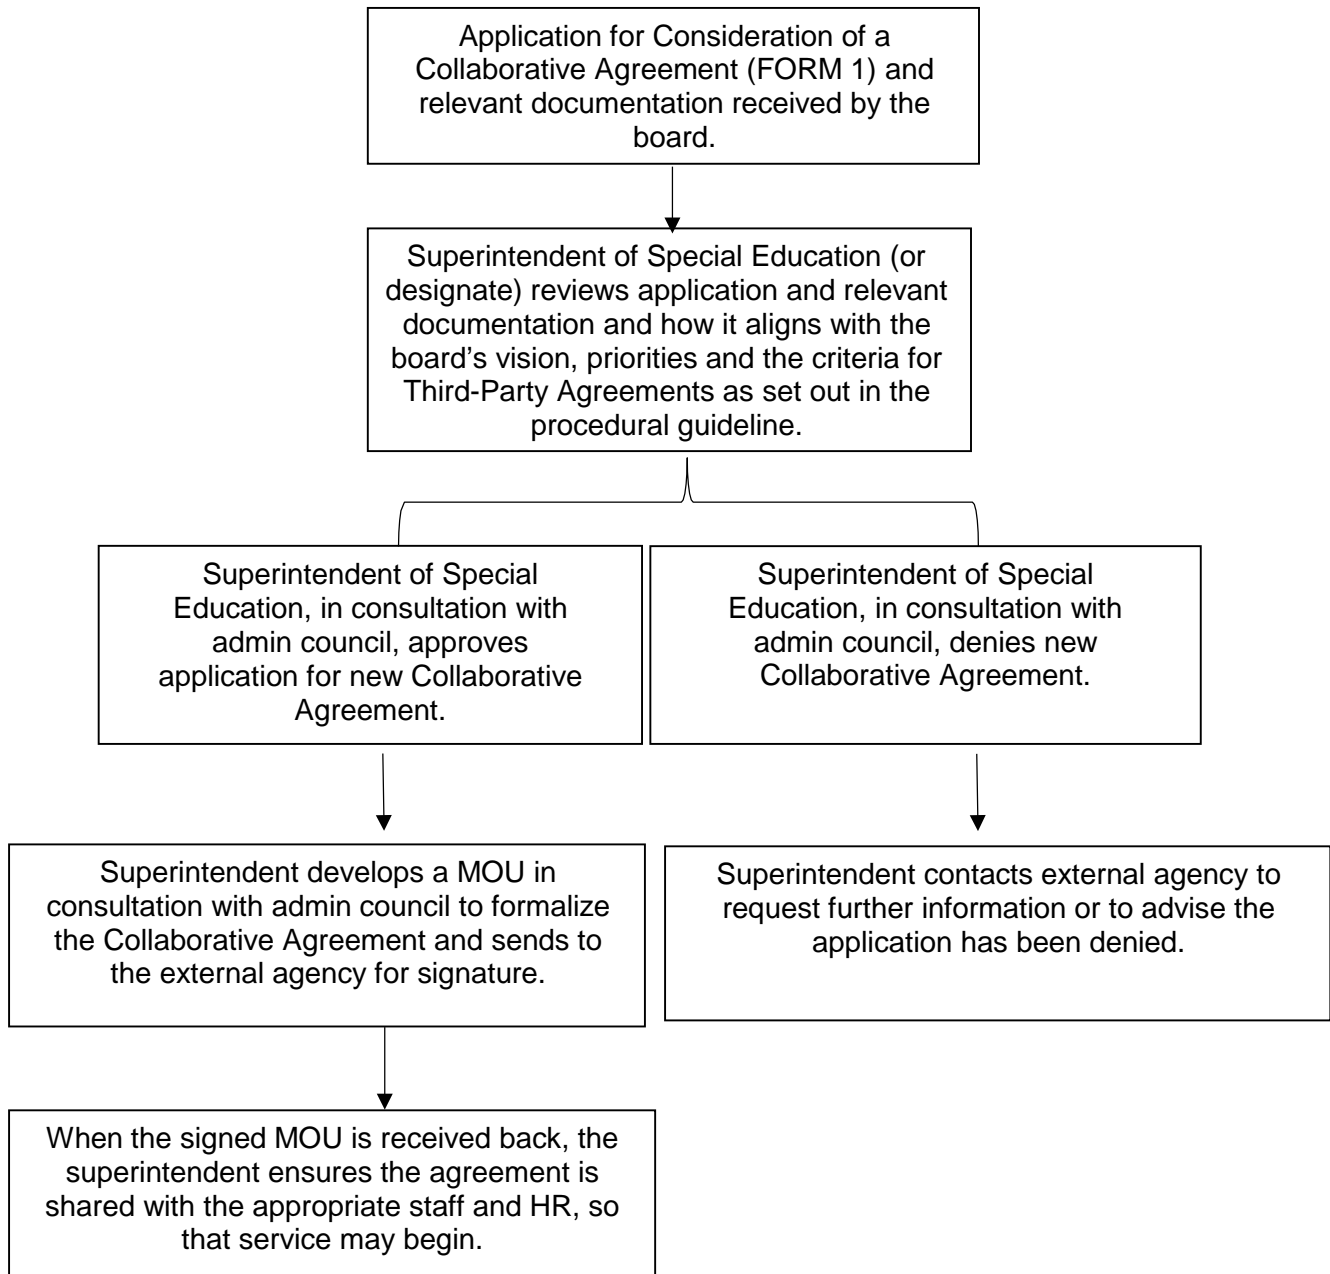 Application for Consideration of a
Collaborative Agreement (FORM 1) and
relevant documentation received by the
board.
Superintendent of Special Education (or
designate) reviews application and relevant
documentation and how it aligns with the
board’s vision, priorities and the criteria for
Third-Party Agreements as set out in the
procedural guideline.
Superintendent of Special
Education, in consultation with
admin council, approves
application for new Collaborative
Agreement.
Superintendent of Special
Education, in consultation with
admin council, denies new
Collaborative Agreement.
Superintendent develops a MOU in
consultation with admin council to formalize
the Collaborative Agreement and sends to
the external agency for signature.
Superintendent contacts external agency to
request further information or to advise the
application has been denied.
When the signed MOU is received back, the
superintendent ensures the agreement is
shared with the appropriate staff and HR, so
that service may begin.